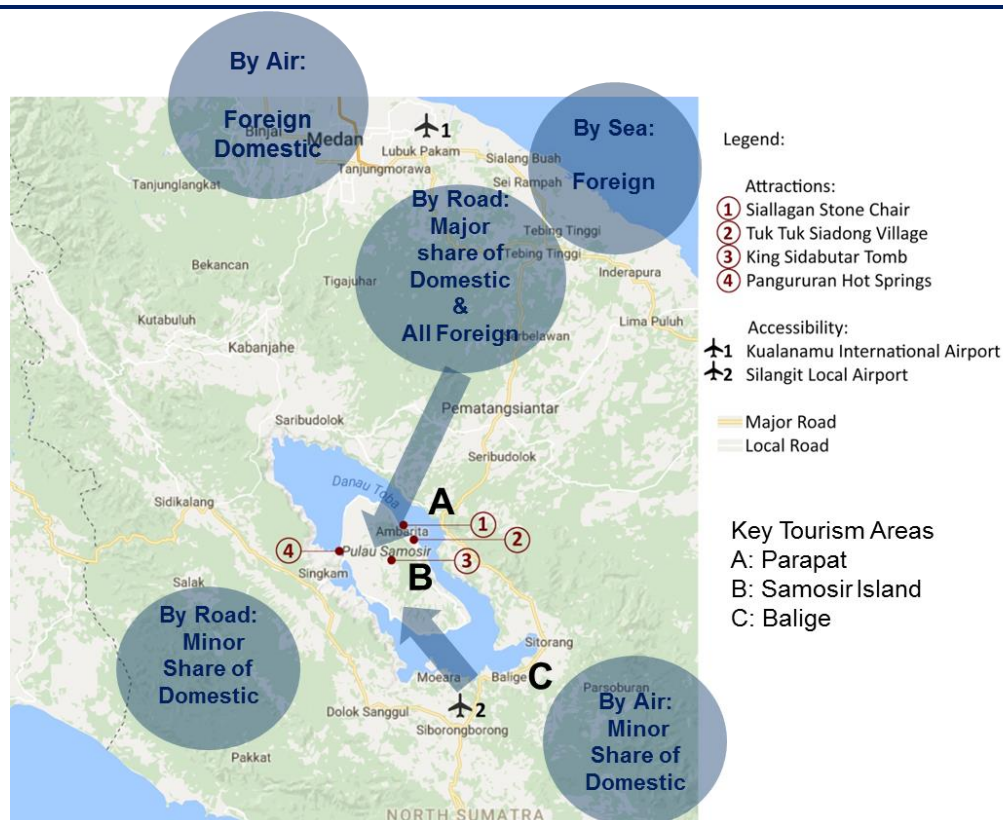 By Air:
Foreign
Domestic
By Sea:
Foreign
By Road:
Major
share of
Domestic
&
All Foreign
By Road:
Minor
Share of
Domestic
By Air:
Minor
Share of
Domestic
Binjai
Medan
1
Lubuk Pakam
Tanjungmorawa
Sialang Buah
Sei Rampah
Tanjunglangkat
Tebing Tinggi
Tebing Tinggi
Bekancan
Tigajuhar
Inderapura
Kutabuluh
Lima Puluh
Kabanjahe
Pematangsiantar
Saribudolok
Seribudolok
Danau Toba
A
Sidikalang
Ambarita
1
2
4
Pulau Samosir
3
Singkam
B
Salak
Sitorang
Moeara
Balige
C
Parsoburan
2
Dolok Sanggul
Siborongborong
Pakkat
NORTH SUMATRA
Legend:
Attractions:
1 Siallagan Stone Chair
2 Tuk Tuk Siadong Village
3 King Sidabutar Tomb
4 Pangururan Hot Springs
Accessibility:
1 Kualanamu International Airport
2 Silangit Local Airport
Major Road
Local Road
Key Tourism Areas
A: Parapat
B: Samosir Island
C: Balige